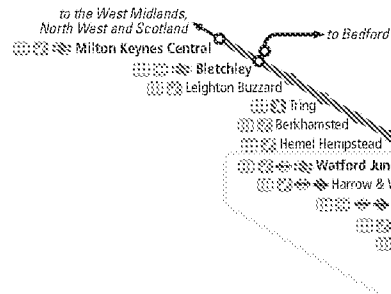 to the West Midlands,
North West and Scotland
to Bedford
Milton Keynes Central
Bletchley
Leighton Buzzard
Tring
Berkhamsted
Hemel Hempstead
Watford Jun
Harrow & W